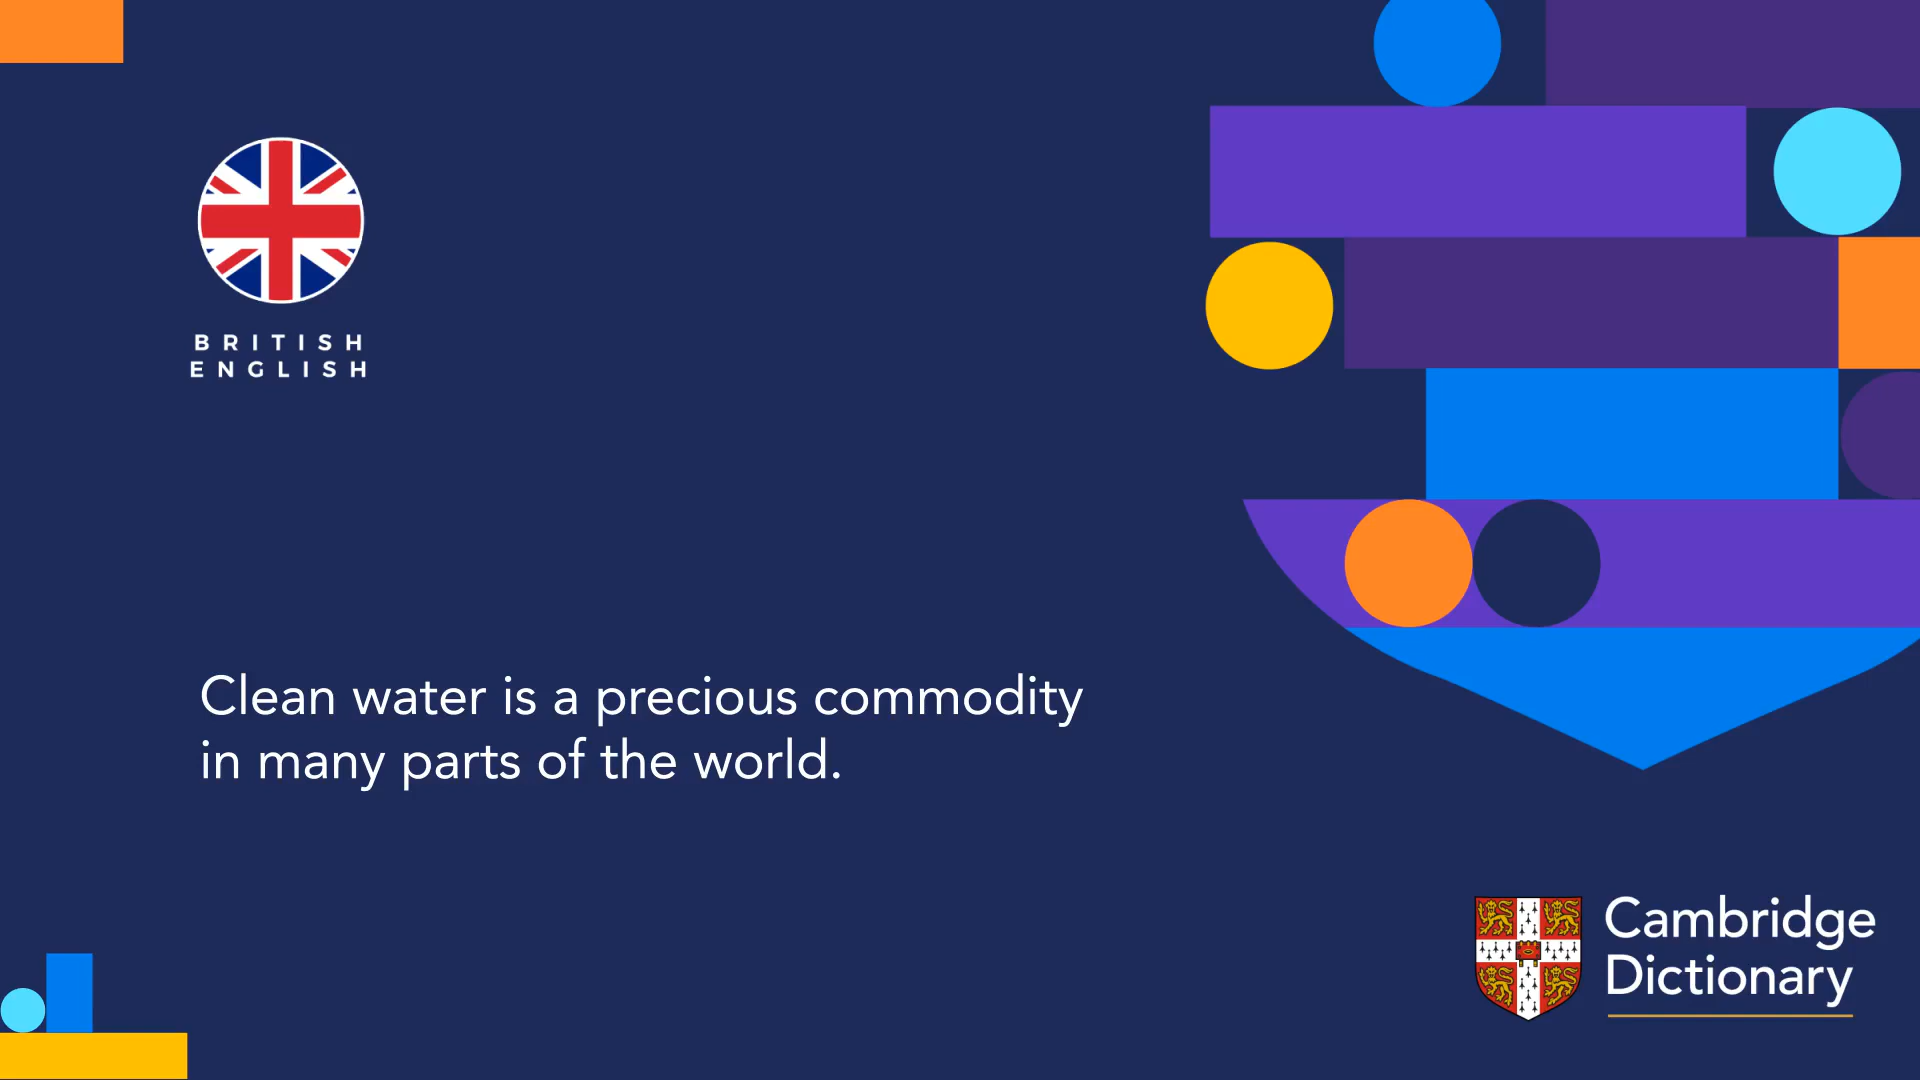 BRITISH
ENGLISH
Clean water is a precious commodity
in many parts of the world.
Cambridge
Dictionary